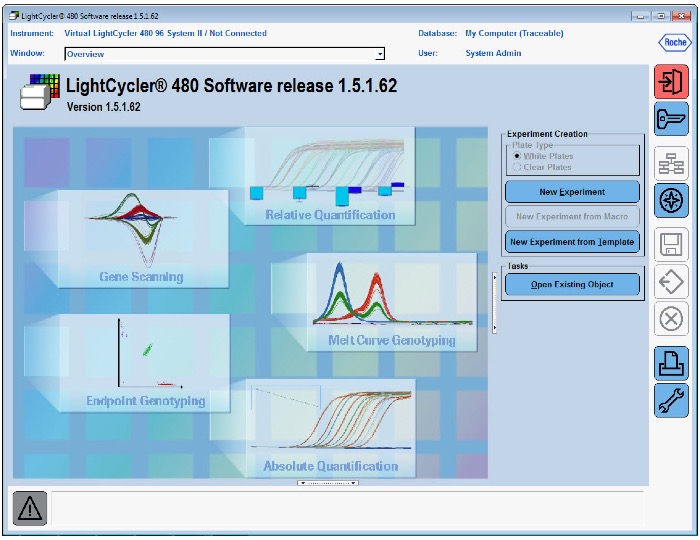 LightCycler® 480 Software release 1.5.1.62
Instrument: Virtual LightCycler 480 96 System II / Not Connected
Database: My Computer (Traceable)
Window: Overview
User: System Admin
Roche
LightCycler® 480 Software release 1.5.1.62
Version 1.5.1.62
Relative Quantification
Gene Scanning
Melt Curve Genotyping
Endpoint Genotyping
Absolute Quantification
Experiment Creation
Plate Type
White Plates
Clear Plates
New Experiment
New Experiment from Macro
New Experiment from Template
Tasks
Open Existing Object